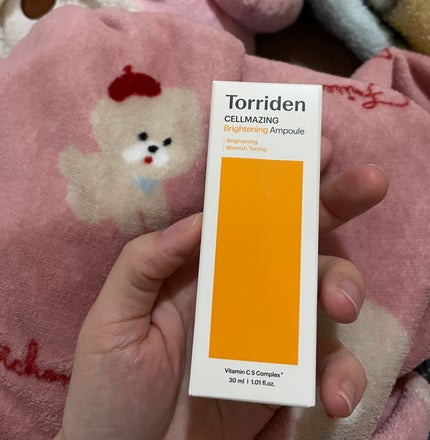 Torriden
CELLMAZING
Brightening Ampoule
Brightening
Blemish Toning
Vitamin C 5 Complex*
30 ml | 1.01 fl.oz.